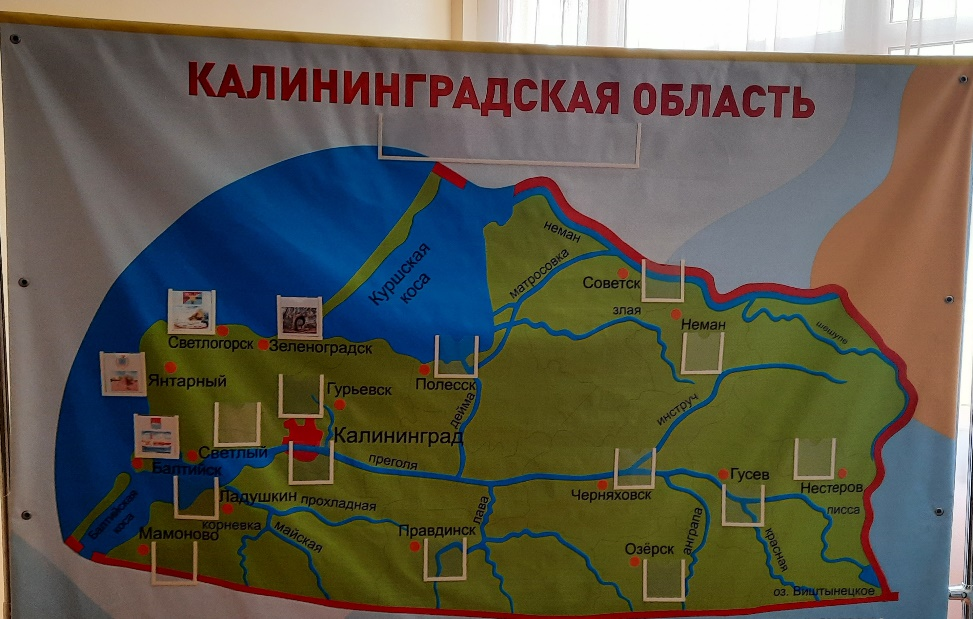 КАЛИНИНГРАДСКАЯ ОБЛАСТЬ
неман
матросовка
Куршская
коса
Советск
злая
Неман
шешупе
Светлогорск
Зеленоградск
Янтарный
Полесск
Гурьевск
дейма
инструч
Калининград
Светлый
преголя
Балтийск
Гусев
Нестеров
Черняховск
Ладушкин
прохладная
Балтийская
коса
корневка
майская
лава
лисса
Мамоново
Правдинск
анграпа
красная
Озёрск
оз. Виштынецкое